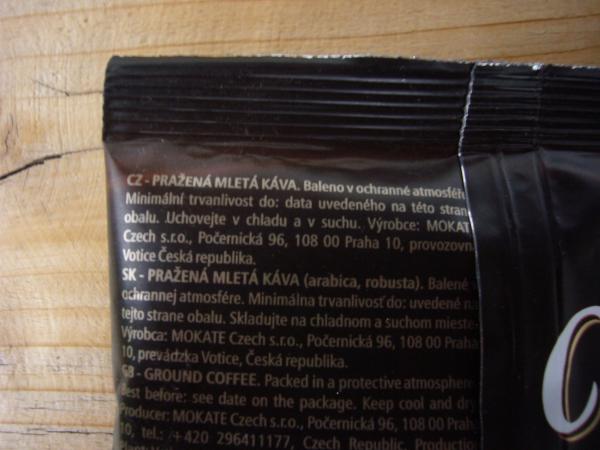 CZ - PRAŽENÁ MLETÁ KÁVA. Baleno v ochranné atmosféře
Minimální trvanlivost do: data uvedeného na této stran
obalu. Uchovejte v chladu a v suchu. Výrobce: MOKATE
Czech s.r.o., Počernická 96, 108 00 Praha 10, provozovn
Votice Česká republika.
SK - PRAŽENÁ MLETÁ KÁVA (arabica, robusta). Balené v
ochrannej atmosfére. Minimálna trvanlivosť do: uvedené na
tejto strane obalu. Skladujte na chladnom a suchom mieste
Výrobca: MOKATE Czech s.r.o., Počernická 96, 108 00 Praha
10, prevádzka Votice, Česká republika.
GB - GROUND COFFEE. Packed in a protective atmosphere
Best before: see date on the package. Keep cool and dry
Producer: MOKATE Czech s.r.o., Počernická 96, 108 00 Prah
10, tel.: /+420 296411177, Czech Republic. Production